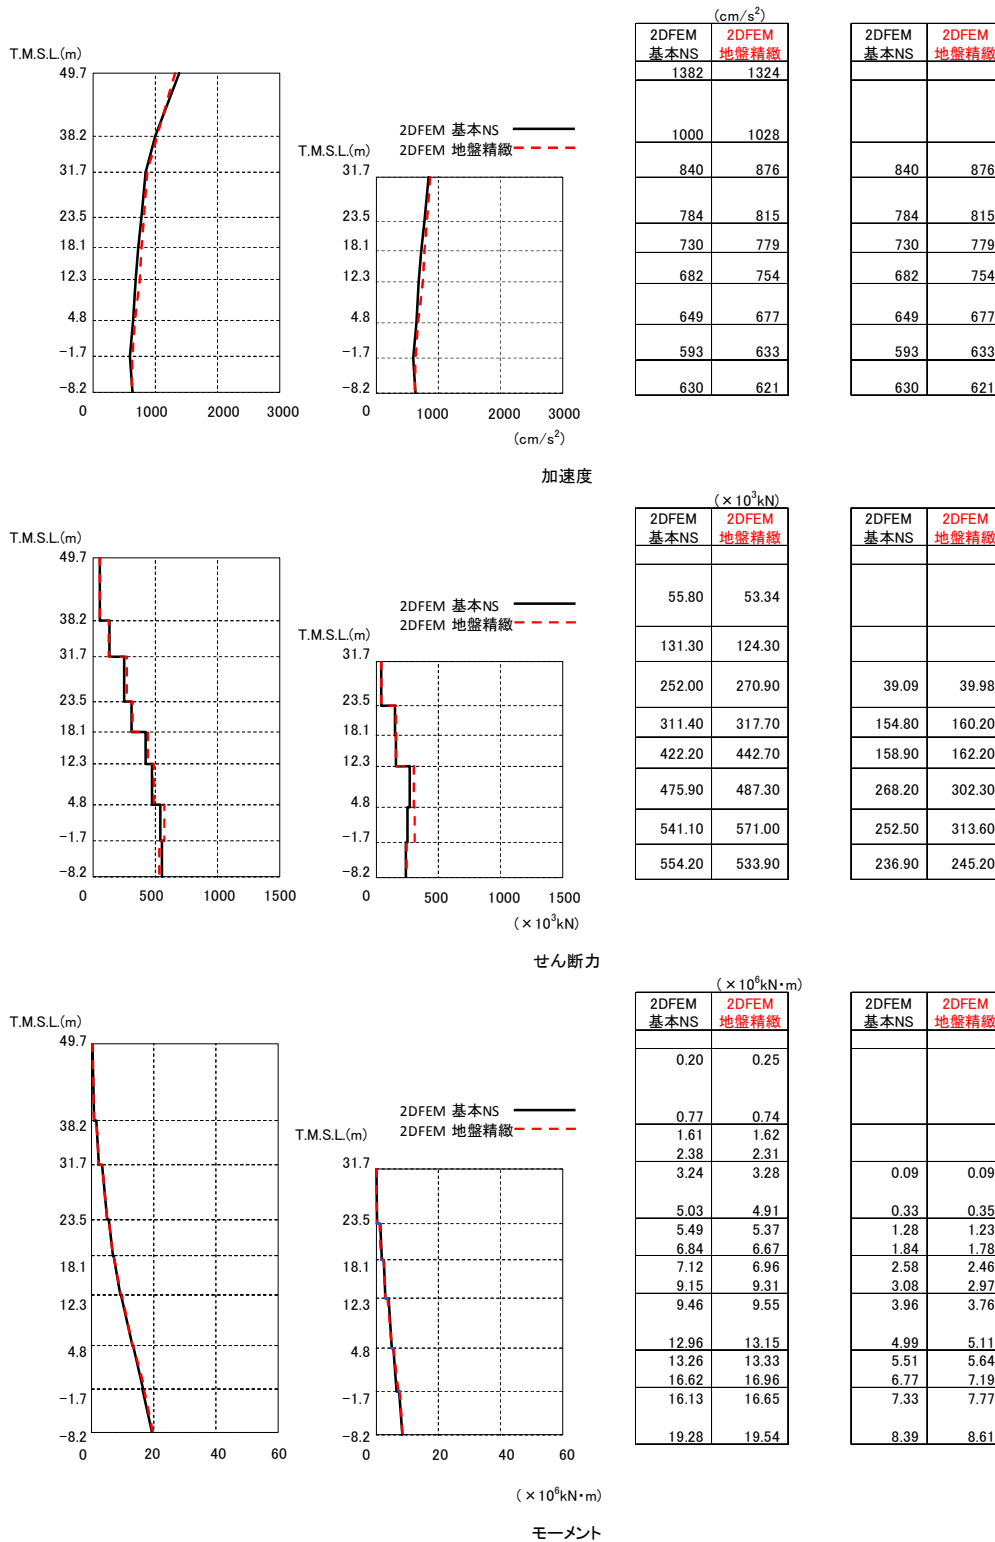 (cm/s²)
2DFEM 2DFEM 2DFEM 2DFEM
基本NS 地盤精緻 基本NS 地盤精緻
1382 1324
1000 1028
840 876 840 876
784 815 784 815
730 779 730 779
682 754 682 754
649 677 649 677
593 633 593 633
630 621 630 621
T.M.S.L.(m)
49.7
38.2
31.7
23.5
18.1
12.3
4.8
-1.7
-8.2
0 1000 2000 3000
2DFEM 基本NS
2DFEM 地盤精緻
T.M.S.L.(m)
31.7
23.5
18.1
12.3
4.8
-1.7
-8.2
0 1000 2000 3000
(cm/s²)
加速度
(×10³kN)
2DFEM 2DFEM 2DFEM 2DFEM
基本NS 地盤精緻 基本NS 地盤精緻
55.80 53.34
131.30 124.30
252.00 270.90 39.09 39.98
311.40 317.70 154.80 160.20
422.20 442.70 158.90 162.20
475.90 487.30 268.20 302.30
541.10 571.00 252.50 313.60
554.20 533.90 236.90 245.20
T.M.S.L.(m)
49.7
38.2
31.7
23.5
18.1
12.3
4.8
-1.7
-8.2
0 500 1000 1500
2DFEM 基本NS
2DFEM 地盤精緻
T.M.S.L.(m)
31.7
23.5
18.1
12.3
4.8
-1.7
-8.2
0 500 1000 1500
(×10³kN)
せん断力
(×10⁶kN・m)
2DFEM 2DFEM 2DFEM 2DFEM
基本NS 地盤精緻 基本NS 地盤精緻
0.20 0.25
0.77 0.74
1.61 1.62
2.38 2.31
3.24 3.28 0.09 0.09
5.03 4.91 0.33 0.35
5.49 5.37 1.28 1.23
6.84 6.67 1.84 1.78
7.12 6.96 2.58 2.46
9.15 9.31 3.08 2.97
9.46 9.55 3.96 3.76
12.96 13.15 4.99 5.11
13.26 13.33 5.51 5.64
16.62 16.96 6.77 7.19
16.13 16.65 7.33 7.77
19.28 19.54 8.39 8.61
T.M.S.L.(m)
49.7
38.2
31.7
23.5
18.1
12.3
4.8
-1.7
-8.2
0 20 40 60
2DFEM 基本NS
2DFEM 地盤精緻
T.M.S.L.(m)
31.7
23.5
18.1
12.3
4.8
-1.7
-8.2
0 20 40 60
(×10⁶kN・m)
モーメント